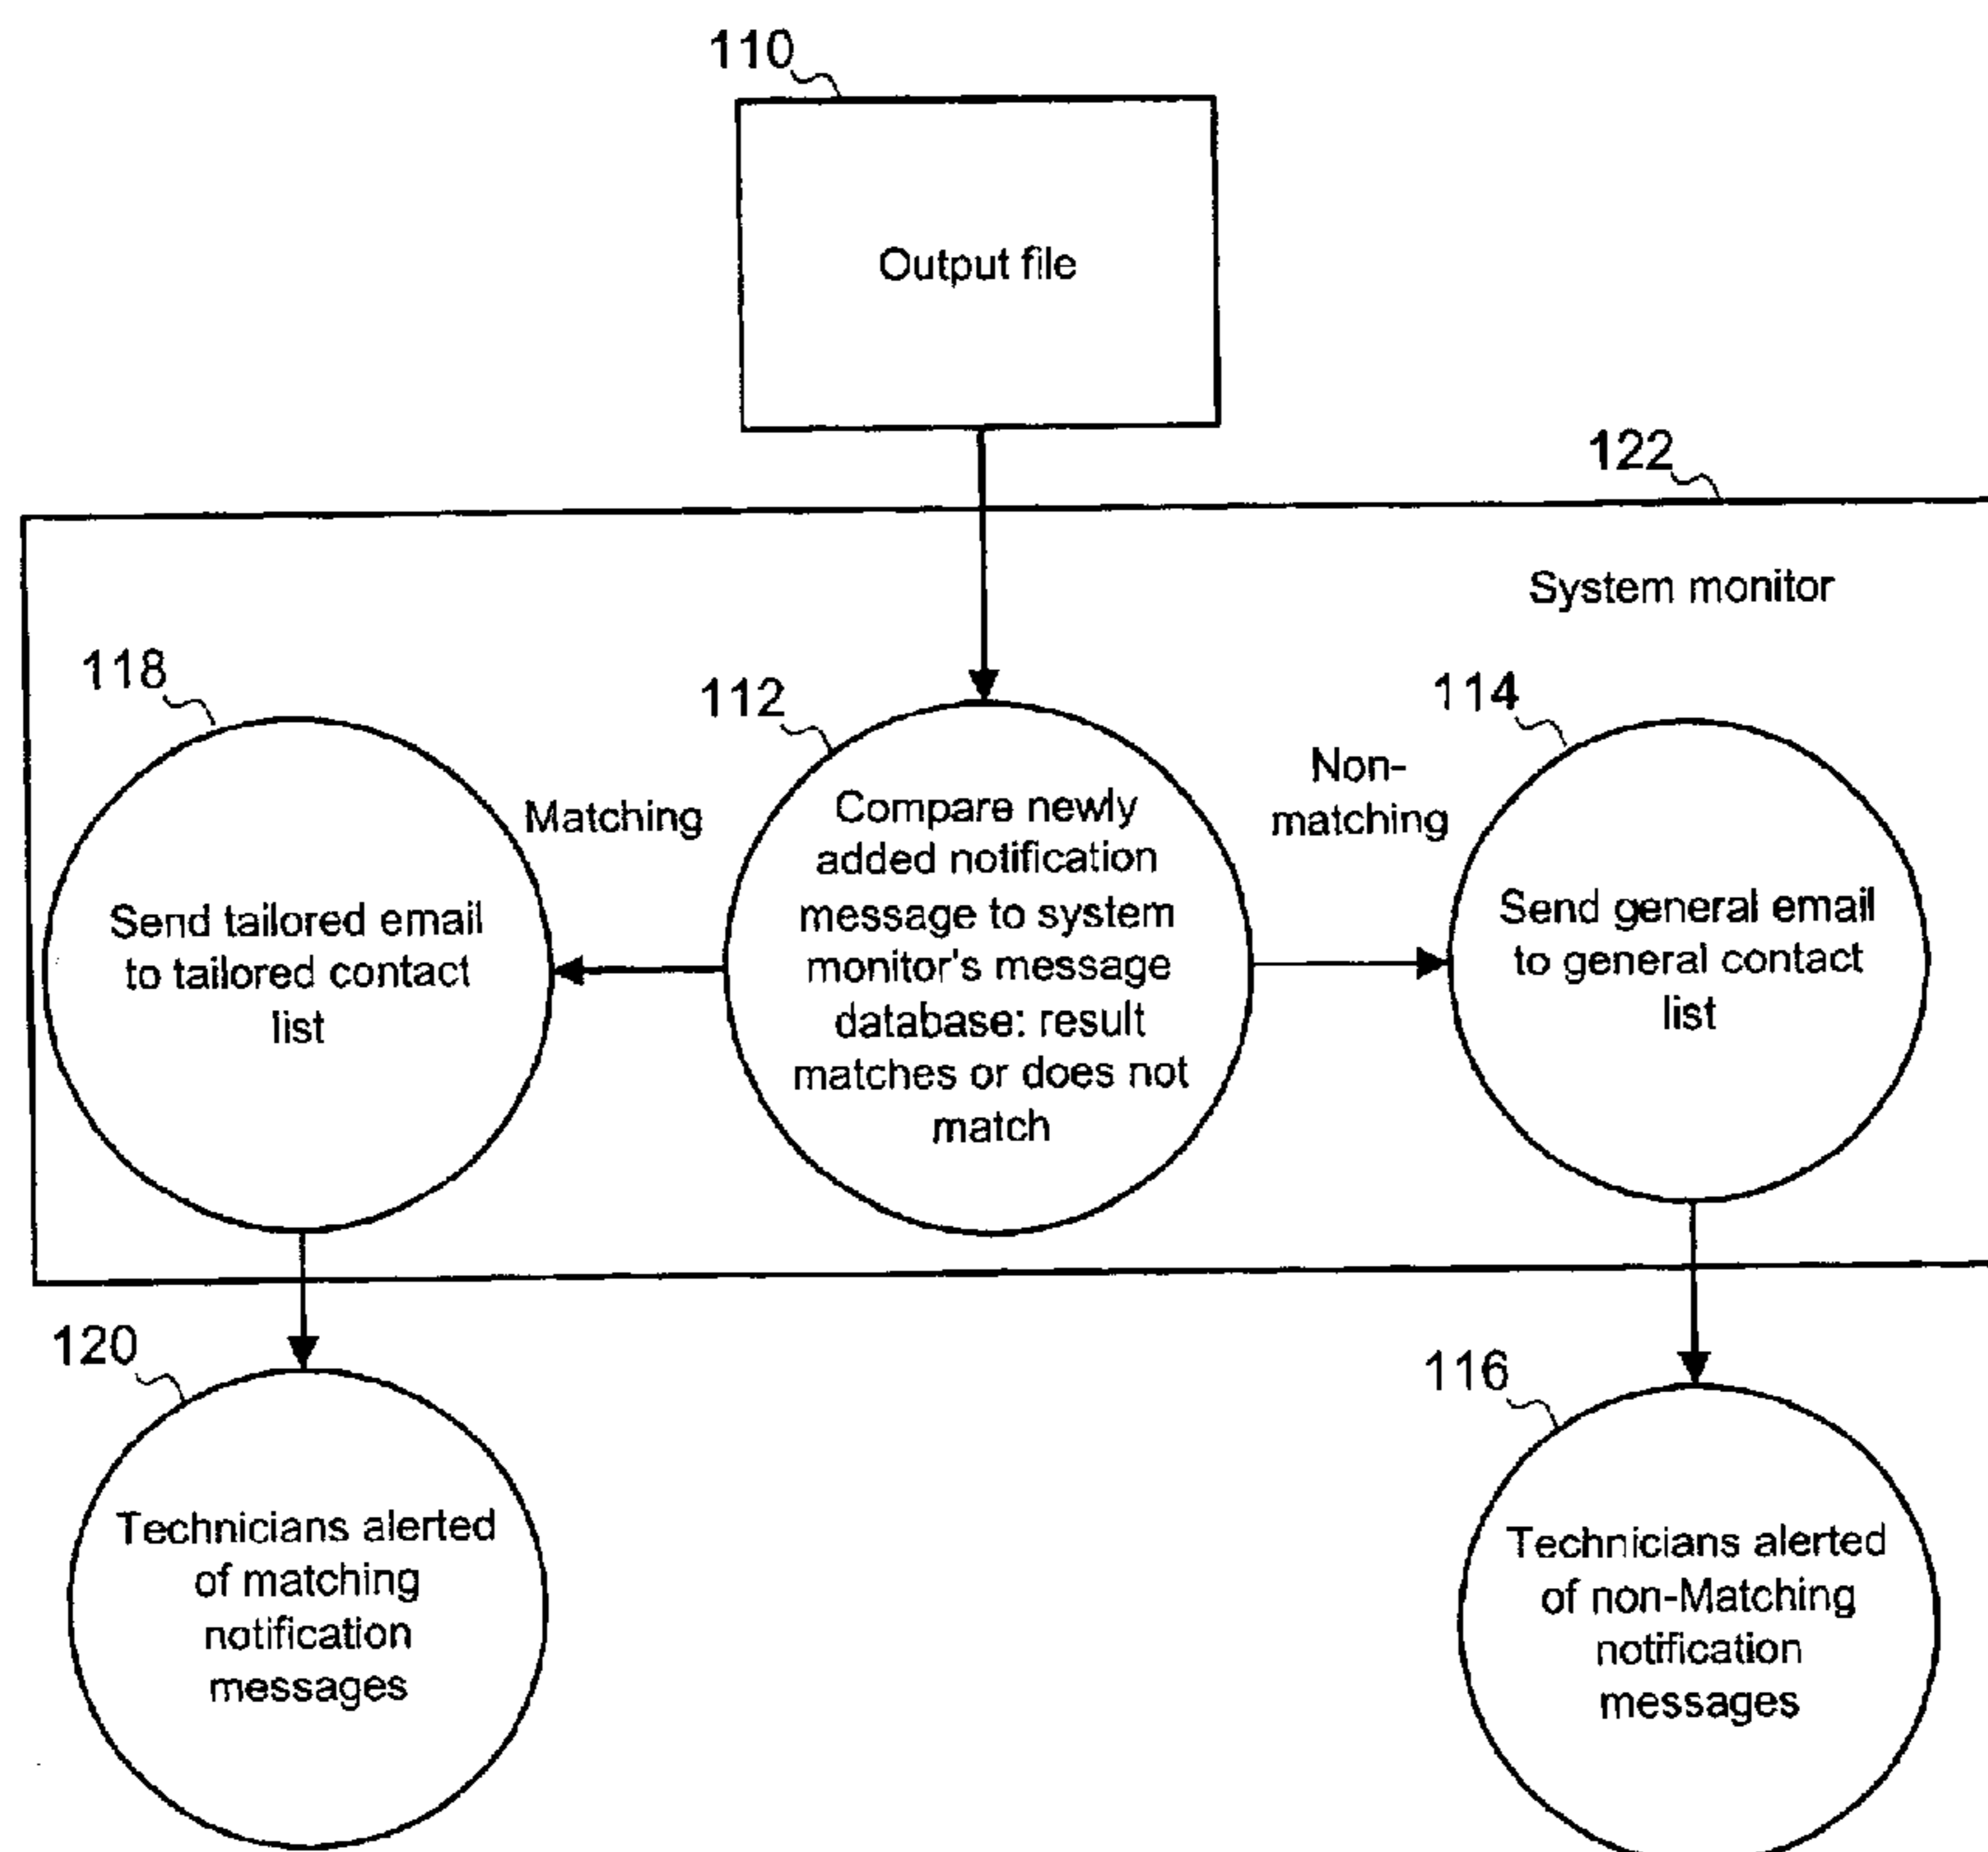 110
Output file
122
System monitor
118
112
114
Matching
Non-
matching
Send tailored email
to tailored contact
list
Compare newly
added notification
message to system
monitor's message
database: result
matches or does not
match
Send general email
to general contact
list
120
116
Technicians alerted
of matching
notification
messages
Technicians alerted
of non-Matching
notification
messages